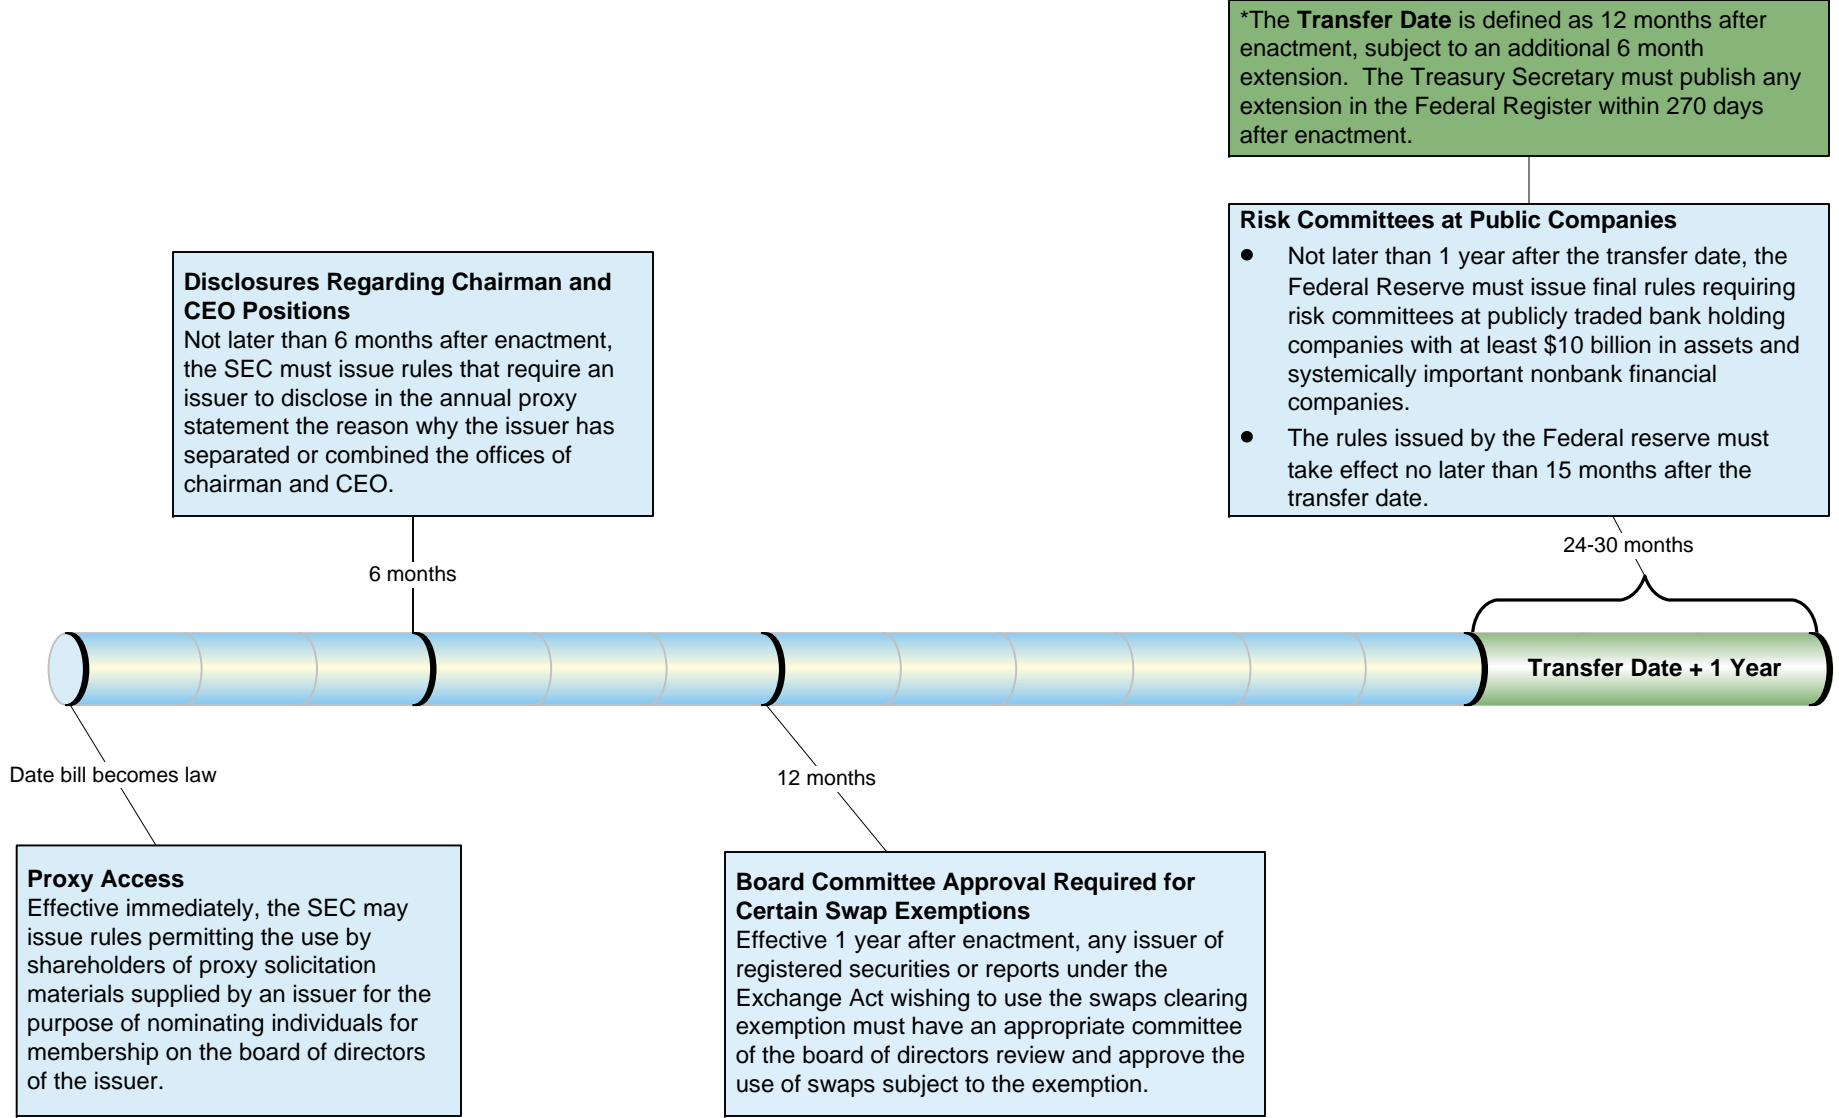 *The Transfer Date is defined as 12 months after
enactment, subject to an additional 6 month
extension.  The Treasury Secretary must publish any
extension in the Federal Register within 270 days
after enactment.
Risk Committees at Public Companies
● Not later than 1 year after the transfer date, the
Federal Reserve must issue final rules requiring
risk committees at publicly traded bank holding
companies with at least $10 billion in assets and
systemically important nonbank financial
companies.
● The rules issued by the Federal reserve must
take effect no later than 15 months after the
transfer date.
Disclosures Regarding Chairman and
CEO Positions
Not later than 6 months after enactment,
the SEC must issue rules that require an
issuer to disclose in the annual proxy
statement the reason why the issuer has
separated or combined the offices of
chairman and CEO.
24-30 months
6 months
Transfer Date + 1 Year
Date bill becomes law
12 months
Proxy Access
Effective immediately, the SEC may
issue rules permitting the use by
shareholders of proxy solicitation
materials supplied by an issuer for the
purpose of nominating individuals for
membership on the board of directors
of the issuer.
Board Committee Approval Required for
Certain Swap Exemptions
Effective 1 year after enactment, any issuer of
registered securities or reports under the
Exchange Act wishing to use the swaps clearing
exemption must have an appropriate committee
of the board of directors review and approve the
use of swaps subject to the exemption.